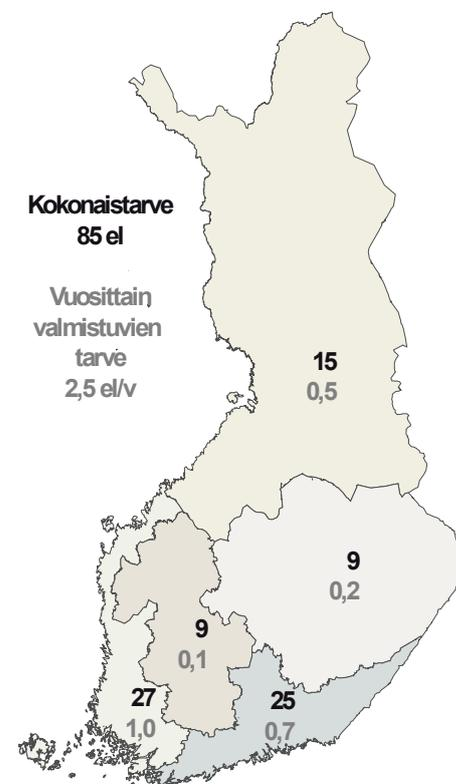 Kokonaistarve
85 el
Vuosittain
valmistuvien
tarve
2,5 el/v
15
0,5
9
0,2
9
0,1
27
1,0
25
0,7